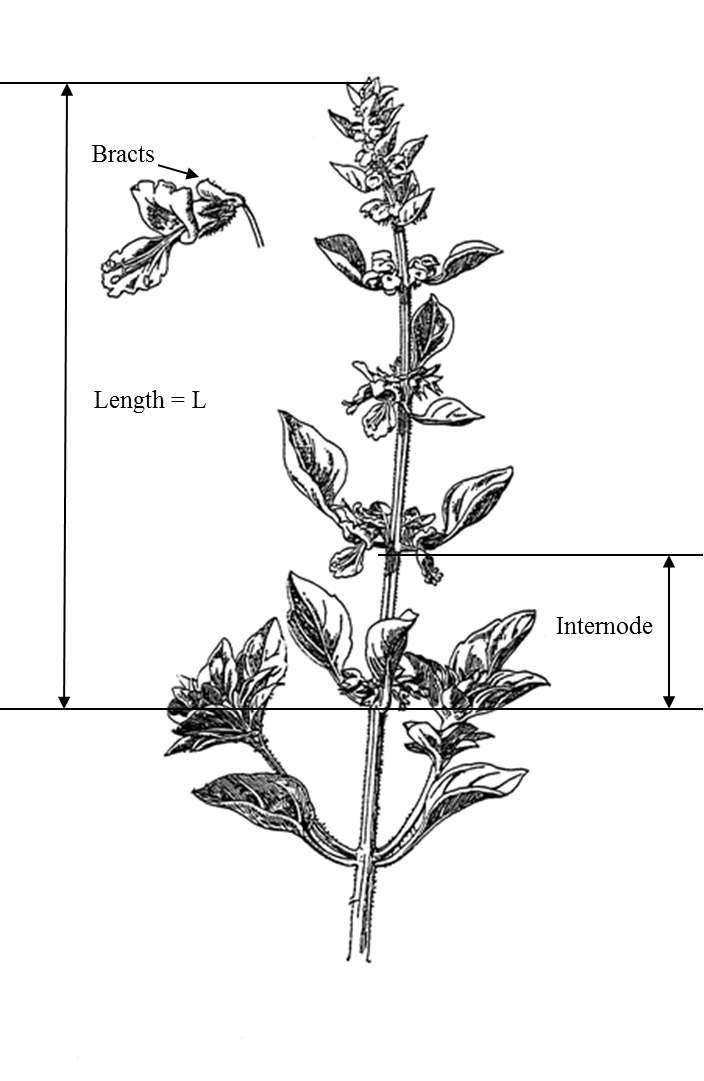 Bracts
Length = L
Internode